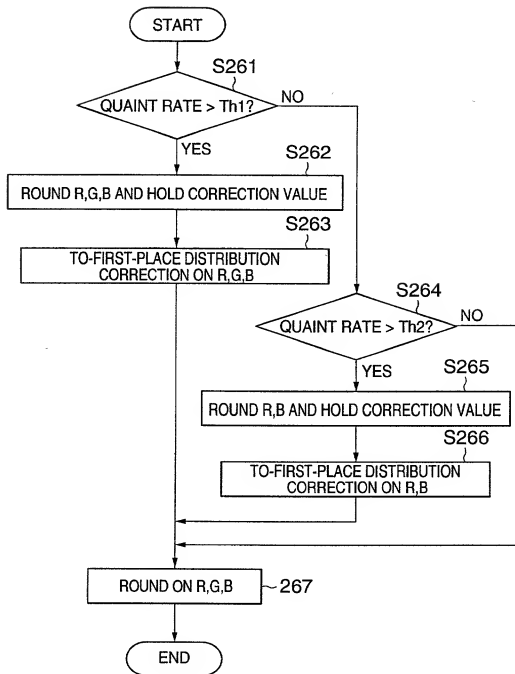 START
S261
QUAINT RATE > Th1?
NO
YES
S262
ROUND R,G,B AND HOLD CORRECTION VALUE
S263
TO-FIRST-PLACE DISTRIBUTION
CORRECTION ON R,G,B
S264
QUAINT RATE > Th2?
NO
YES
S265
ROUND R,B AND HOLD CORRECTION VALUE
S266
TO-FIRST-PLACE DISTRIBUTION
CORRECTION ON R,B
ROUND ON R,G,B
267
END